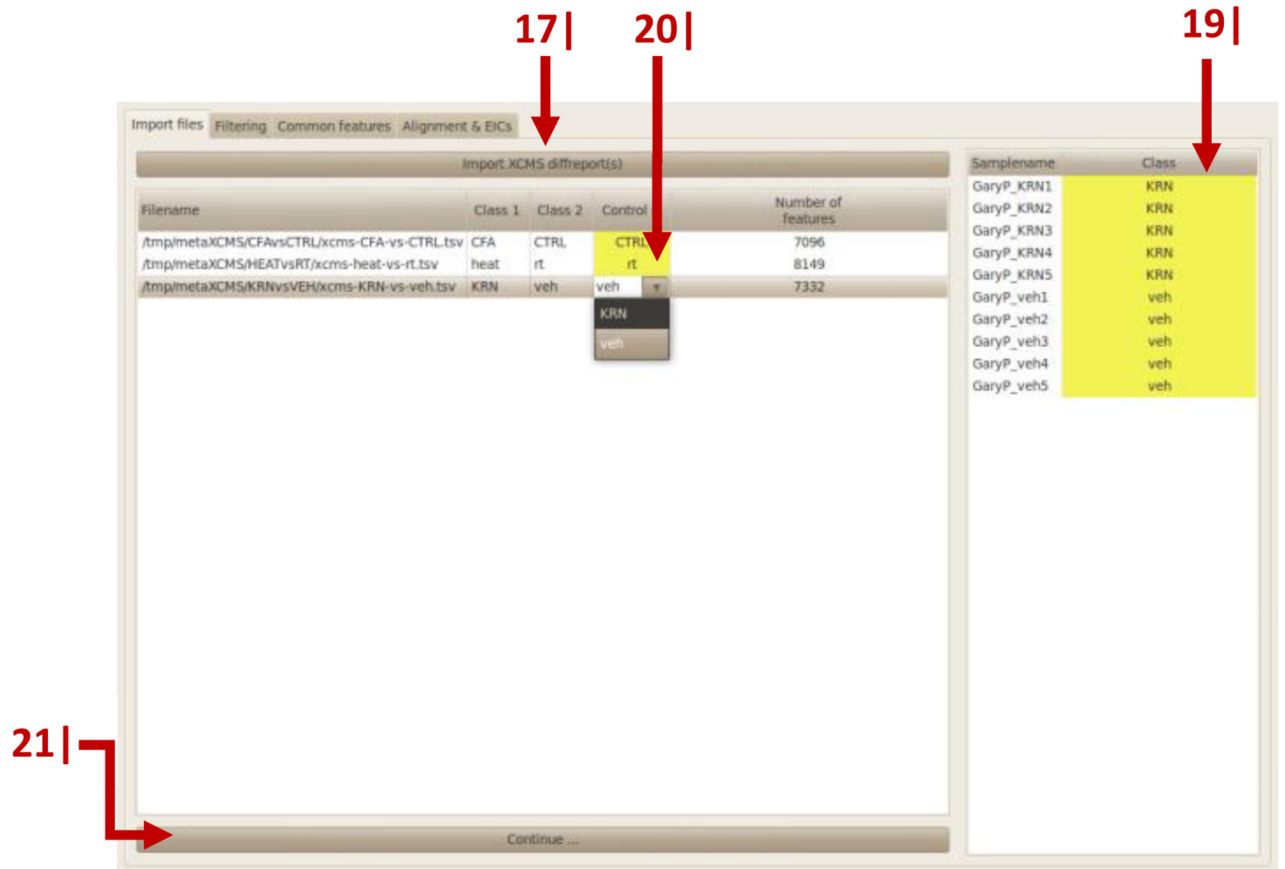 17| 20| 19|
Import files Filtering Common features Alignment & EICs
Import XCMS diffreport(s)
Filename Class 1 Class 2 Control Number of features
/tmp/metaXCMS/CFAvsCTRL/xcms-CFA-vs-CTRL.tsv CFA CTRL CTRL 7096
/tmp/metaXCMS/HEATvsRT/xcms-heat-vs-rt.tsv heat rt rt 8149
/tmp/metaXCMS/KRNvsVEH/xcms-KRN-vs-veh.tsv KRN veh veh 7332
KRN
veh
Samplename Class
GaryP_KRN1 KRN
GaryP_KRN2 KRN
GaryP_KRN3 KRN
GaryP_KRN4 KRN
GaryP_KRN5 KRN
GaryP_veh1 veh
GaryP_veh2 veh
GaryP_veh3 veh
GaryP_veh4 veh
GaryP_veh5 veh
21|
Continue ...